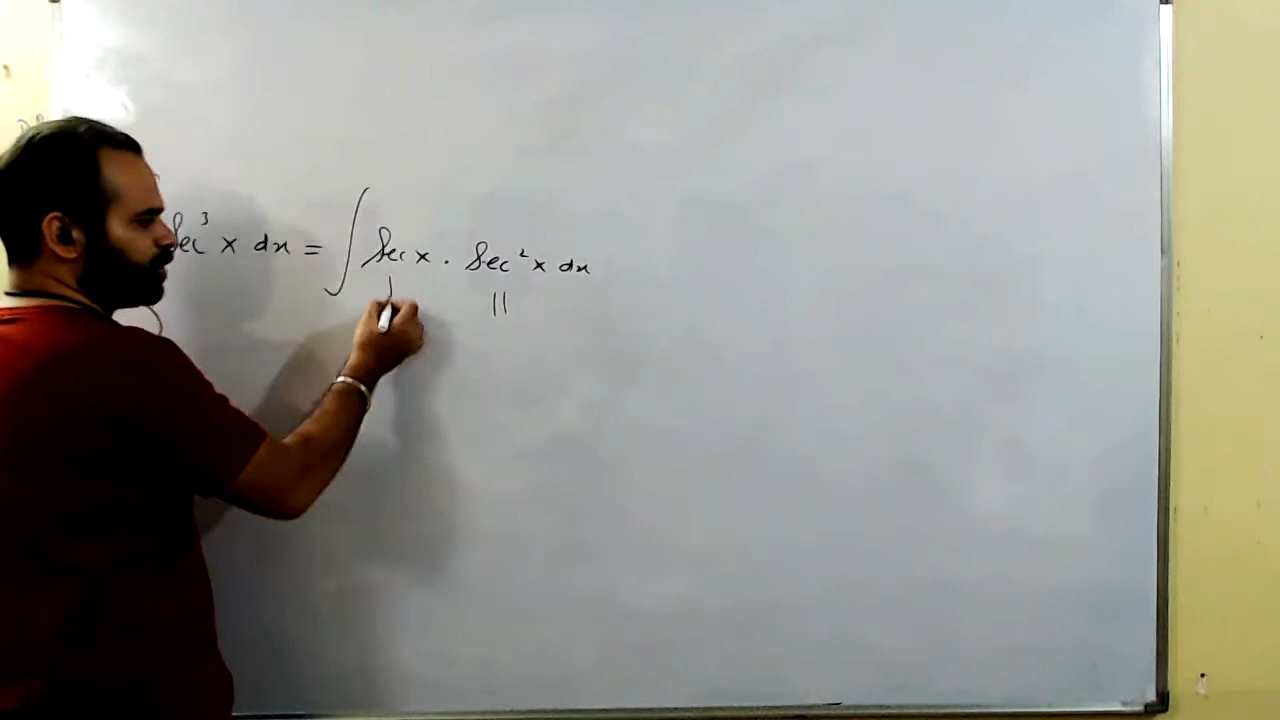 Sec³ x dx = ∫ Sec x . Sec² x dx
| ||